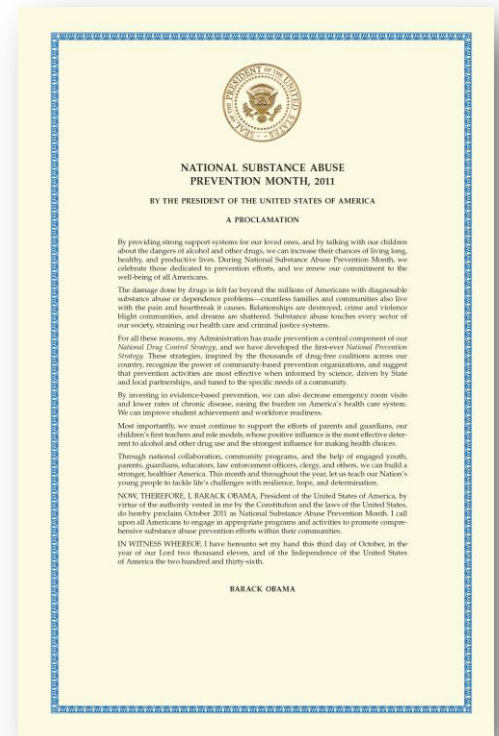 SEAL OF THE PRESIDENT OF THE UNITED STATES
NATIONAL SUBSTANCE ABUSE
PREVENTION MONTH, 2011
BY THE PRESIDENT OF THE UNITED STATES OF AMERICA
A PROCLAMATION
By providing strong support systems for our loved ones, and by talking with our children
about the dangers of alcohol and other drugs, we can increase their chances of living long,
healthy, and productive lives. During National Substance Abuse Prevention Month, we
celebrate those dedicated to prevention efforts, and we renew our commitment to the
well-being of all Americans.
The damage done by drugs is felt far beyond the millions of Americans with diagnosable
substance abuse or dependence problems—countless families and communities also live
with the pain and heartbreak it causes. Relationships are destroyed, crime and violence
blight communities, and dreams are shattered. Substance abuse touches every sector of
our society, straining our health care and criminal justice systems.
For all these reasons, my Administration has made prevention a central component of our
National Drug Control Strategy, and we have developed the first-ever National Prevention
Strategy. These strategies, inspired by the thousands of drug-free coalitions across our
country, recognize the power of community-based prevention organizations, and suggest
that prevention activities are most effective when informed by science, driven by State
and local partnerships, and tuned to the specific needs of a community.
By investing in evidence-based prevention, we can also decrease emergency room visits
and lower rates of chronic disease, easing the burden on America's health care system.
We can improve student achievement and workforce readiness.
Most importantly, we must continue to support the efforts of parents and guardians, our
children's first teachers and role models, whose positive influence is the most effective deter-
rent to alcohol and other drug use and the strongest influence for making health choices.
Through national collaboration, community programs, and the help of engaged youth,
parents, guardians, educators, law enforcement officers, clergy, and others, we can build a
stronger, healthier America. This month and throughout the year, let us teach our Nation's
young people to tackle life's challenges with resilience, hope, and determination.
NOW, THEREFORE, I, BARACK OBAMA, President of the United States of America, by
virtue of the authority vested in me by the Constitution and the laws of the United States,
do hereby proclaim October 2011 as National Substance Abuse Prevention Month. I call
upon all Americans to engage in appropriate programs and activities to promote compre-
hensive substance abuse prevention efforts within their communities.
IN WITNESS WHEREOF, I have hereunto set my hand this third day of October, in the
year of our Lord two thousand eleven, and of the Independence of the United States
of America the two hundred and thirty-sixth.
BARACK OBAMA